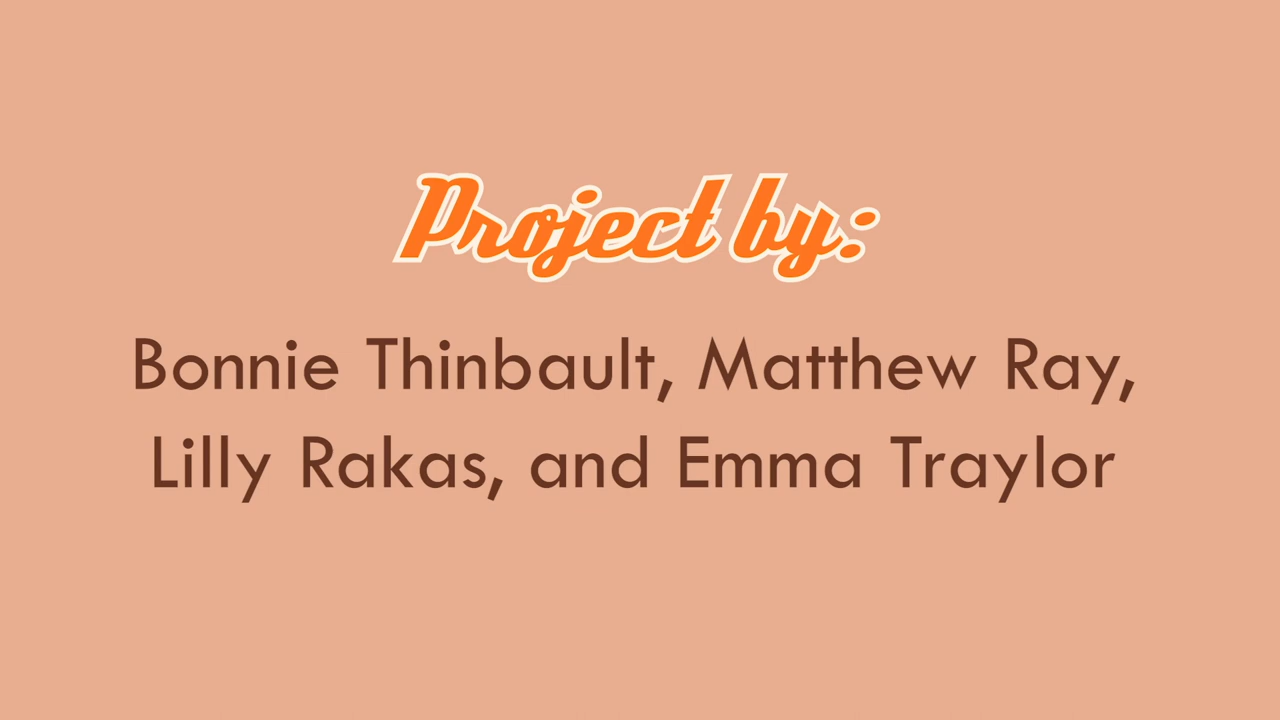 Project by:
Bonnie Thinbault, Matthew Ray,
Lilly Rakas, and Emma Traylor